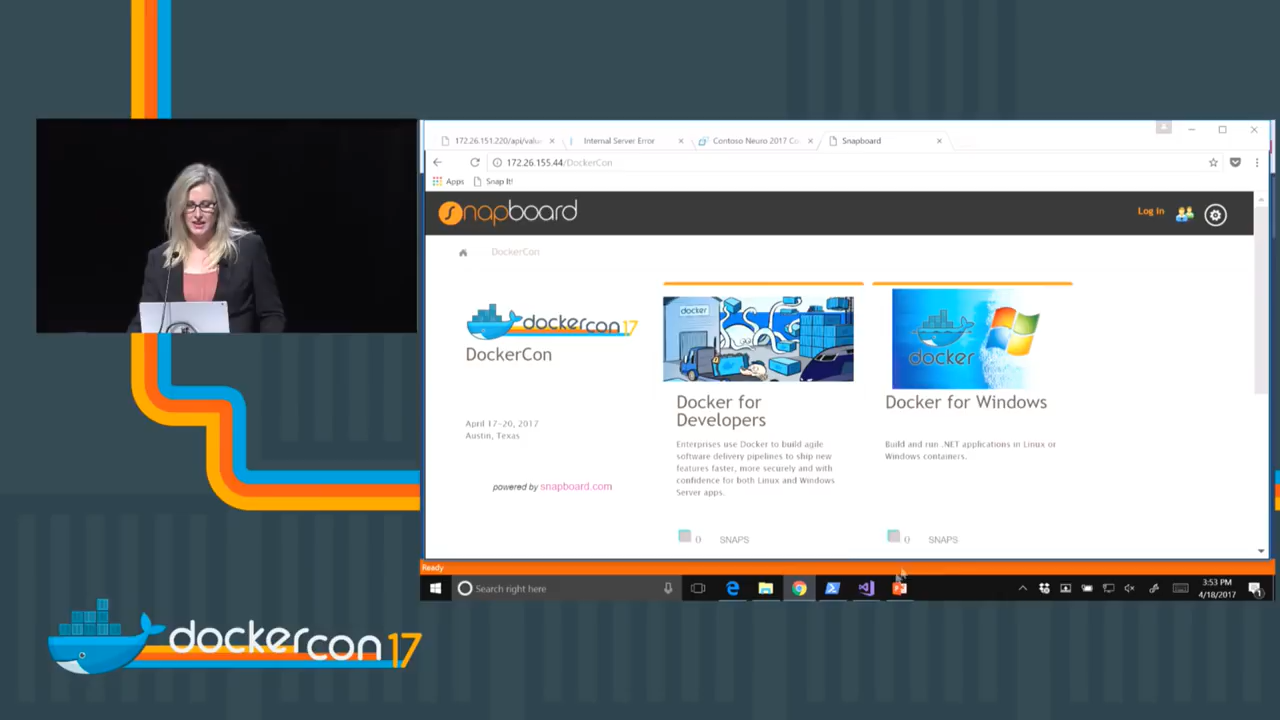 172.26.151.220/api/valu
Internal Server Error
Contoso Neuro 2017 Co
Snapboard
172.26.155.44/DockerCon
Apps
Snap It!
snapboard
Log in
DockerCon
dockercon 17
DockerCon
April 17-20, 2017
Austin, Texas
powered by snapboard.com
docker
Docker for
Developers
Enterprises use Docker to build agile
software delivery pipelines to ship new
features faster, more securely and with
confidence for both Linux and Windows
Server apps.
0 SNAPS
docker
Docker for Windows
Build and run .NET applications in Linux or
Windows containers.
0 SNAPS
Ready
Search right here
3:53 PM
4/18/2017
dockercon 17